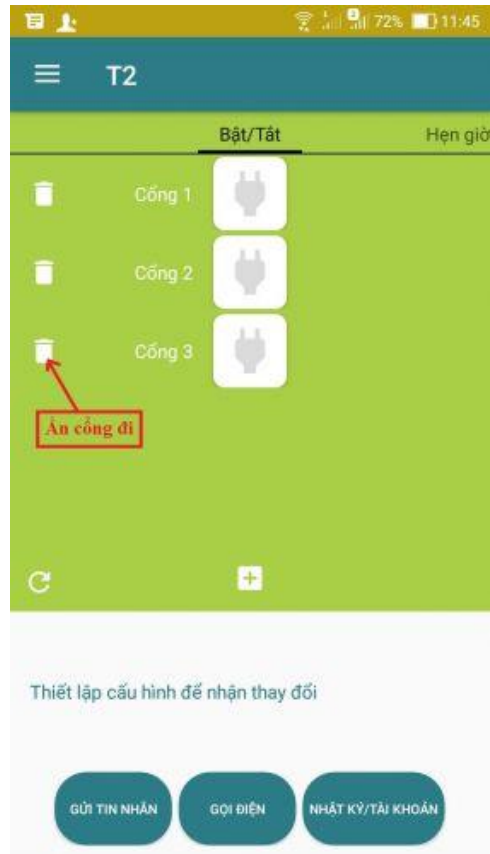 72% 11:45
T2
Bật/Tắt Hẹn giờ
Cổng 1
Cổng 2
Cổng 3
Ẩn cổng đi
Thiết lập cấu hình để nhận thay đổi
GỬI TIN NHẮN GỌI ĐIỆN NHẬT KÝ/TÀI KHOẢN